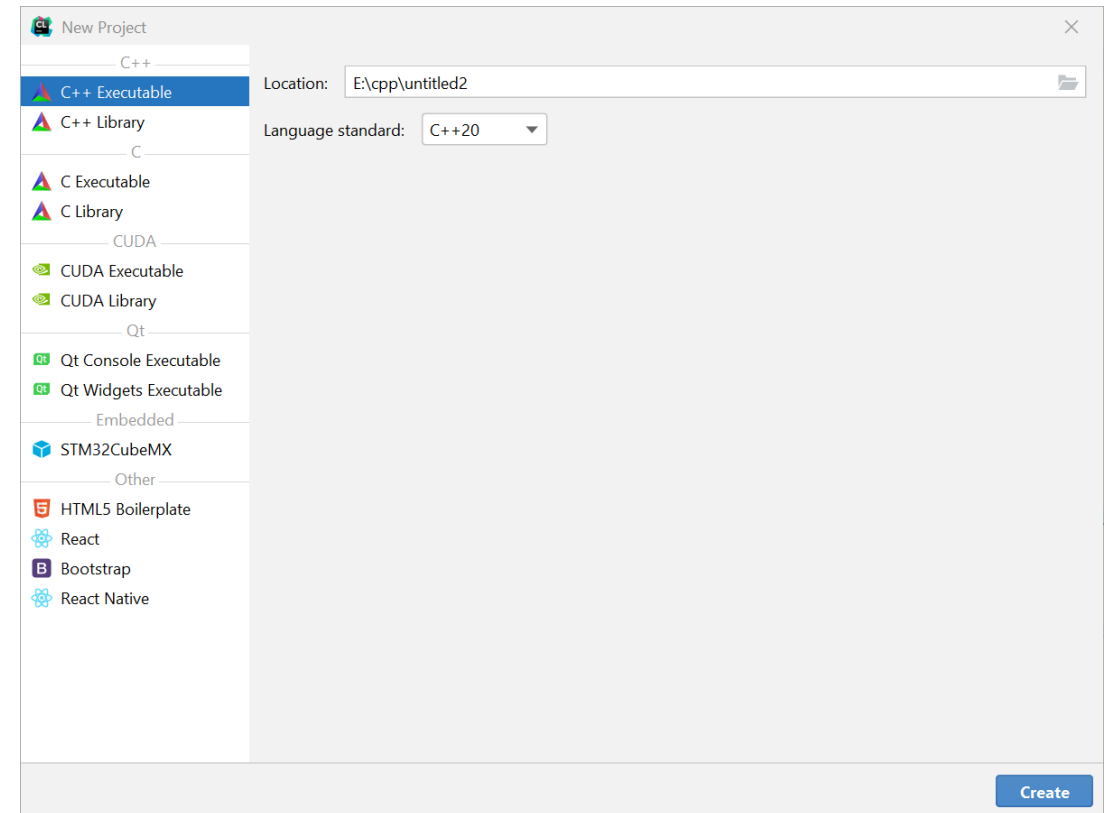 New Project
C++
C++ Executable
C++ Library
C
C Executable
C Library
CUDA
CUDA Executable
CUDA Library
Qt
Qt Console Executable
Qt Widgets Executable
Embedded
STM32CubeMX
Other
HTML5 Boilerplate
React
Bootstrap
React Native
Location: E:\cpp\untitled2
Language standard: C++20
Create